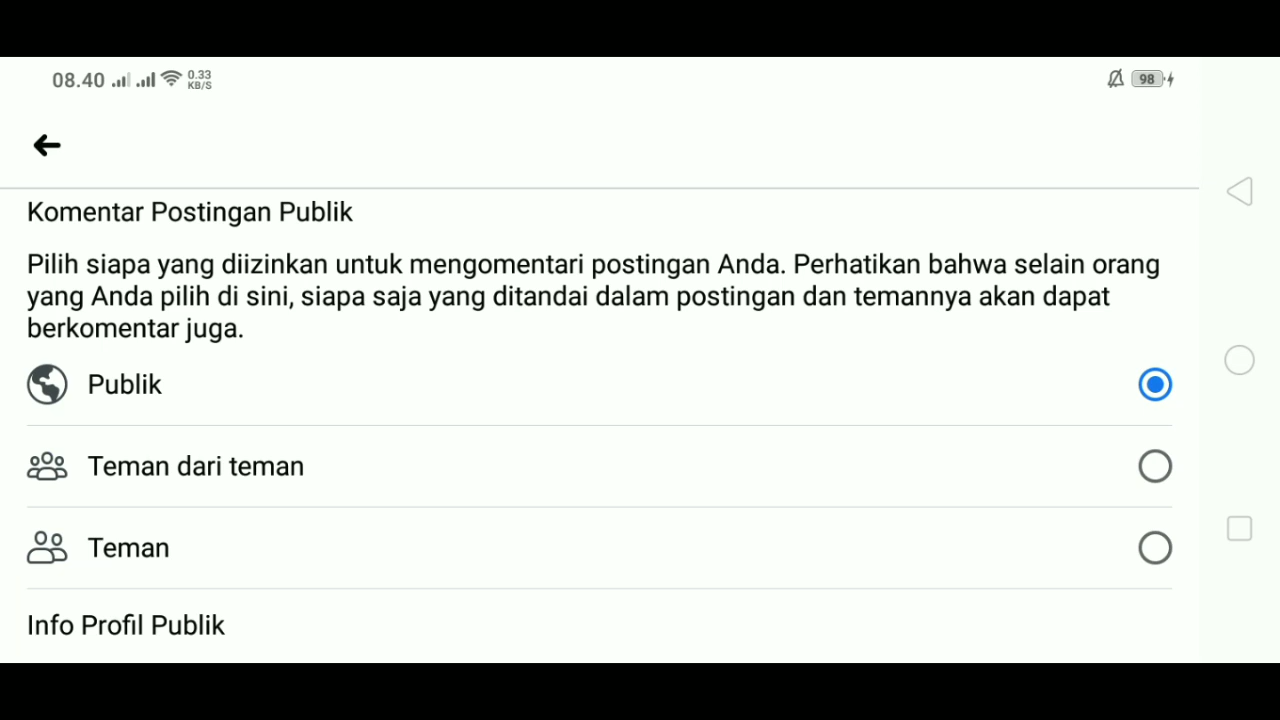 08.40 0.33
KB/S
98
Komentar Postingan Publik
Pilih siapa yang diizinkan untuk mengomentari postingan Anda. Perhatikan bahwa selain orang
yang Anda pilih di sini, siapa saja yang ditandai dalam postingan dan temannya akan dapat
berkomentar juga.
Publik
Teman dari teman
Teman
Info Profil Publik